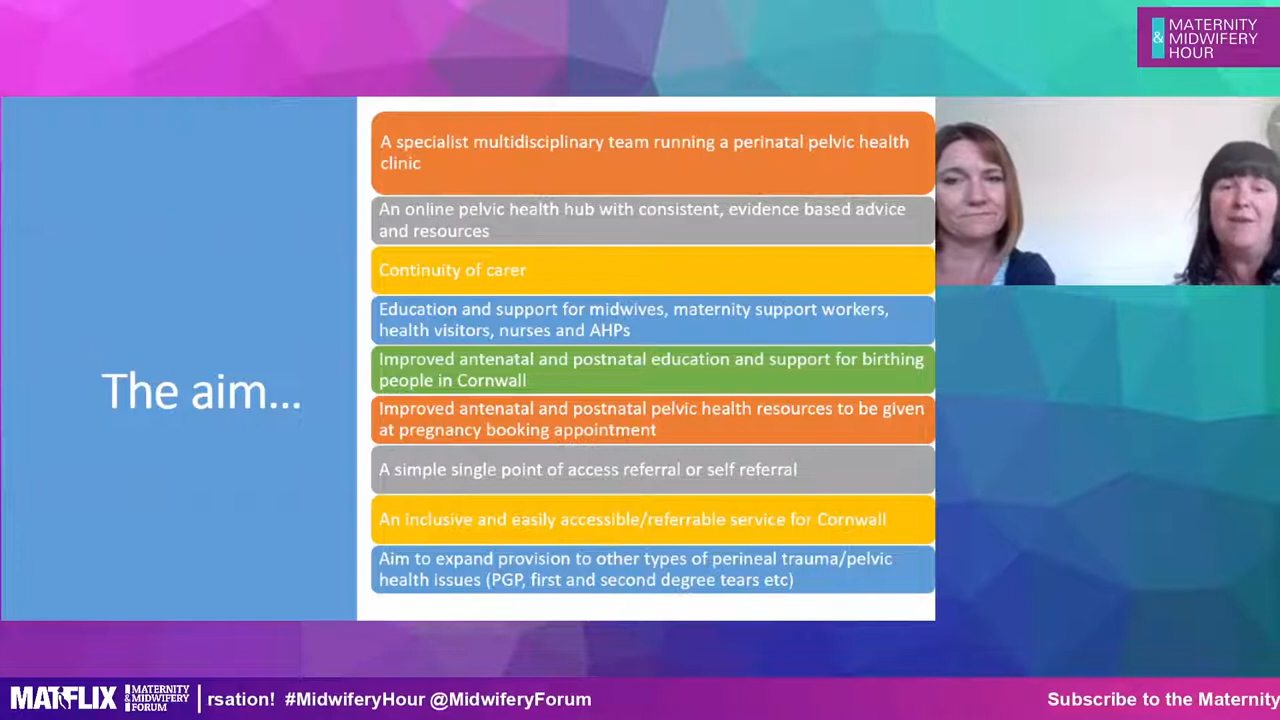 MATERNITY
& MIDWIFERY
HOUR
The aim...
A specialist multidisciplinary team running a perinatal pelvic health
clinic
An online pelvic health hub with consistent, evidence based advice
and resources
Continuity of carer
Education and support for midwives, maternity support workers,
health visitors, nurses and AHPs
Improved antenatal and postnatal education and support for birthing
people in Cornwall
Improved antenatal and postnatal pelvic health resources to be given
at pregnancy booking appointment
A simple single point of access referral or self referral
An inclusive and easily accessible/referrable service for Cornwall
Aim to expand provision to other types of perineal trauma/pelvic
health issues (PGP, first and second degree tears etc)
MATFLIX
MATERNITY
& MIDWIFERY
FORUM
rsation! #MidwiferyHour @MidwiferyForum
Subscribe to the Maternity